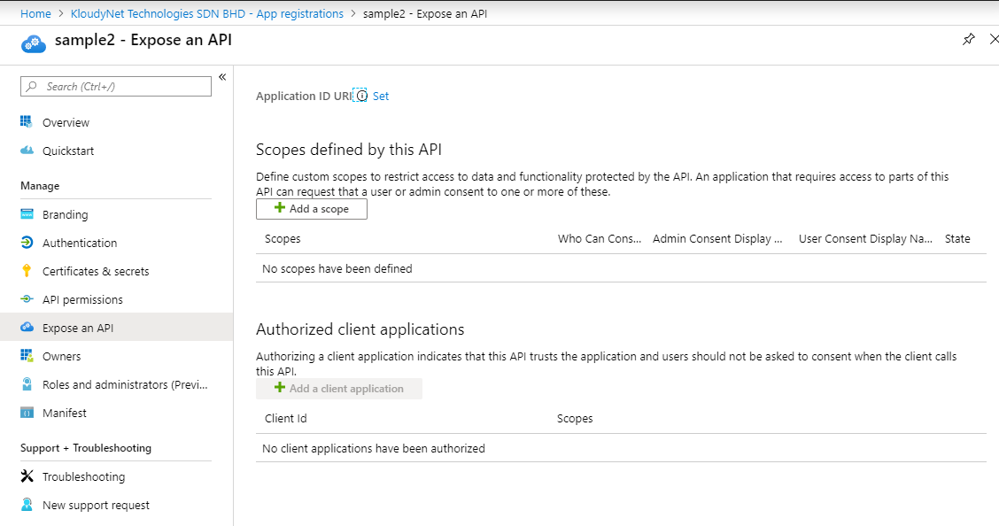 Home > KloudyNet Technologies SDN BHD - App registrations > sample2 - Expose an API
sample2 - Expose an API
Search (Ctrl+/)
«
Overview
Quickstart
Manage
Branding
Authentication
Certificates & secrets
API permissions
Expose an API
Owners
Roles and administrators (Previ...
Manifest
Support + Troubleshooting
Troubleshooting
New support request
Application ID URI Set
Scopes defined by this API
Define custom scopes to restrict access to data and functionality protected by the API. An application that requires access to parts of this
API can request that a user or admin consent to one or more of these.
Add a scope
Scopes Who Can Cons... Admin Consent Display ... User Consent Display Na... State
No scopes have been defined
Authorized client applications
Authorizing a client application indicates that this API trusts the application and users should not be asked to consent when the client calls
this API.
Add a client application
Client Id Scopes
No client applications have been authorized